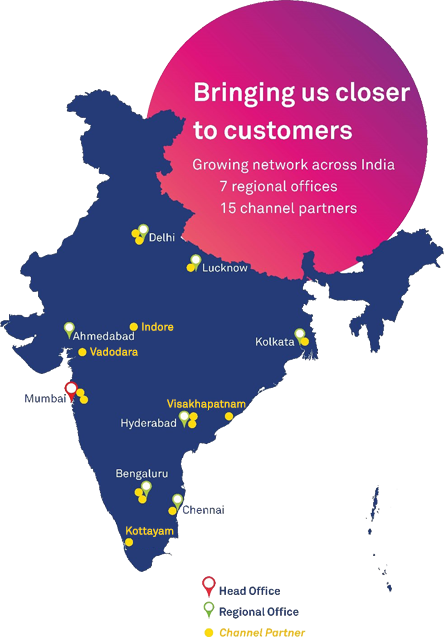 Bringing us closer
to customers
Growing network across India
7 regional offices
15 channel partners
Delhi
Lucknow
Indore
Ahmedabad
Vadodara
Kolkata
Mumbai
Visakhapatnam
Hyderabad
Bengaluru
Chennai
Kottayam
Head Office
Regional Office
Channel Partner